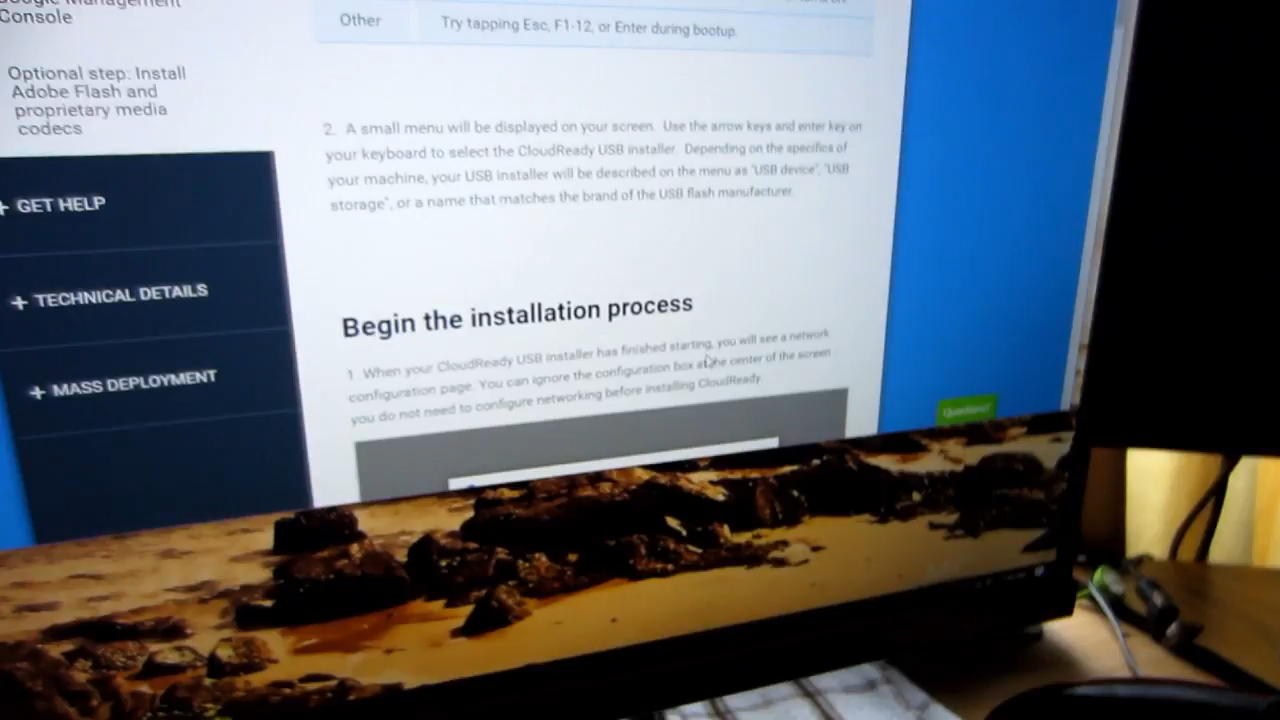 Console
Optional step: Install
Adobe Flash and
proprietary media
codecs
+ GET HELP
+ TECHNICAL DETAILS
+ MASS DEPLOYMENT
Other
Try tapping Esc, F1-12, or Enter during bootup.
2. A small menu will be displayed on your screen. Use the arrow keys and enter key on
your keyboard to select the CloudReady USB installer. Depending on the specifics of
your machine, your USB installer will be described on the menu as "USB device", "USB
storage", or a name that matches the brand of the USB flash manufacturer.
Begin the installation process
1. When your CloudReady USB installer has finished starting, you will see a network
configuration page. You can ignore the configuration box at the center of the screen
you do not need to configure networking before installing CloudReady.
Questions?